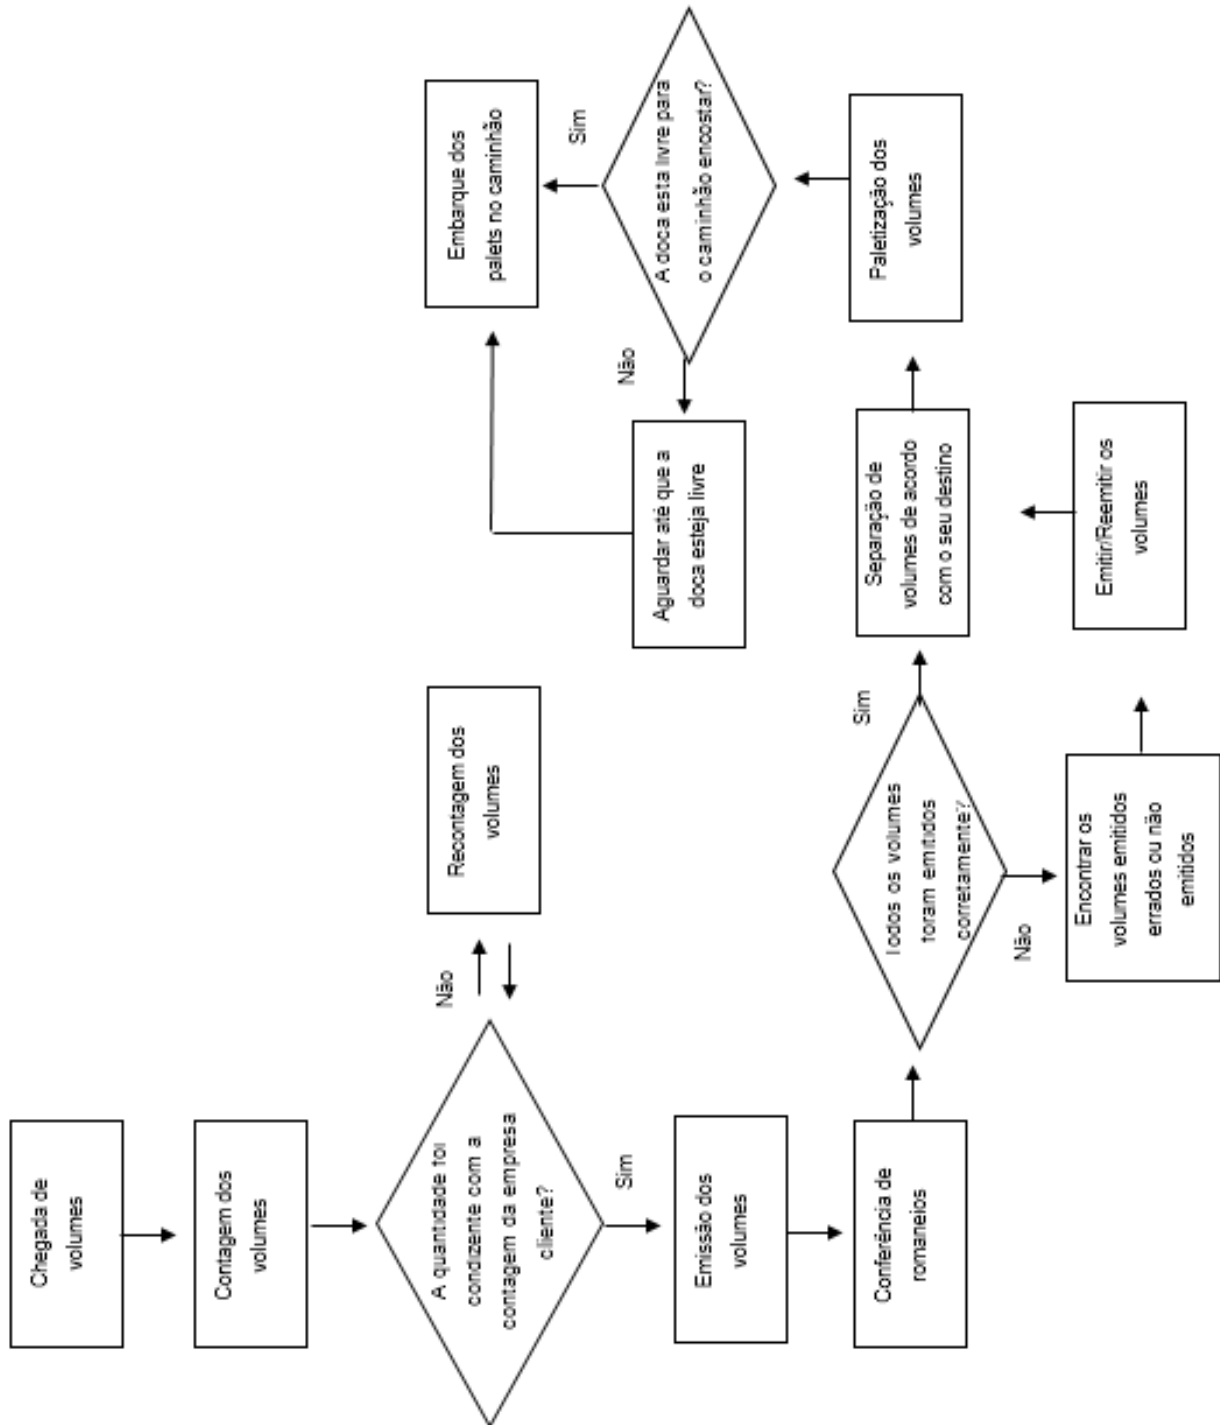 Chegada de
volumes
Contagem dos
volumes
A quantidade foi
condizente com a
contagem da empresa
cliente?
Não
Recontagem dos
volumes
Sim
Emissão dos
volumes
Conferência de
romaneios
Todos os volumes
foram emitidos
corretamente?
Não
Encontrar os
volumes emitidos
errados ou não
emitidos
Emitir/Reemitir os
volumes
Sim
Separação de
volumes de acordo
com o seu destino
Paletização dos
volumes
A doca esta livre para
o caminhão encostar?
Não
Aguardar até que a
doca esteja livre
Sim
Embarque dos
palets no caminhão